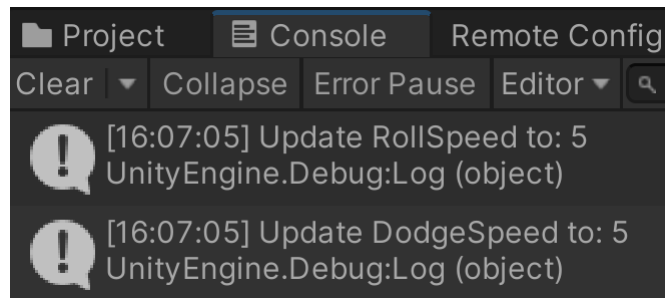 Project Console Remote Config
Clear Collapse Error Pause Editor
[16:07:05] Update RollSpeed to: 5
UnityEngine.Debug:Log (object)
[16:07:05] Update DodgeSpeed to: 5
UnityEngine.Debug:Log (object)